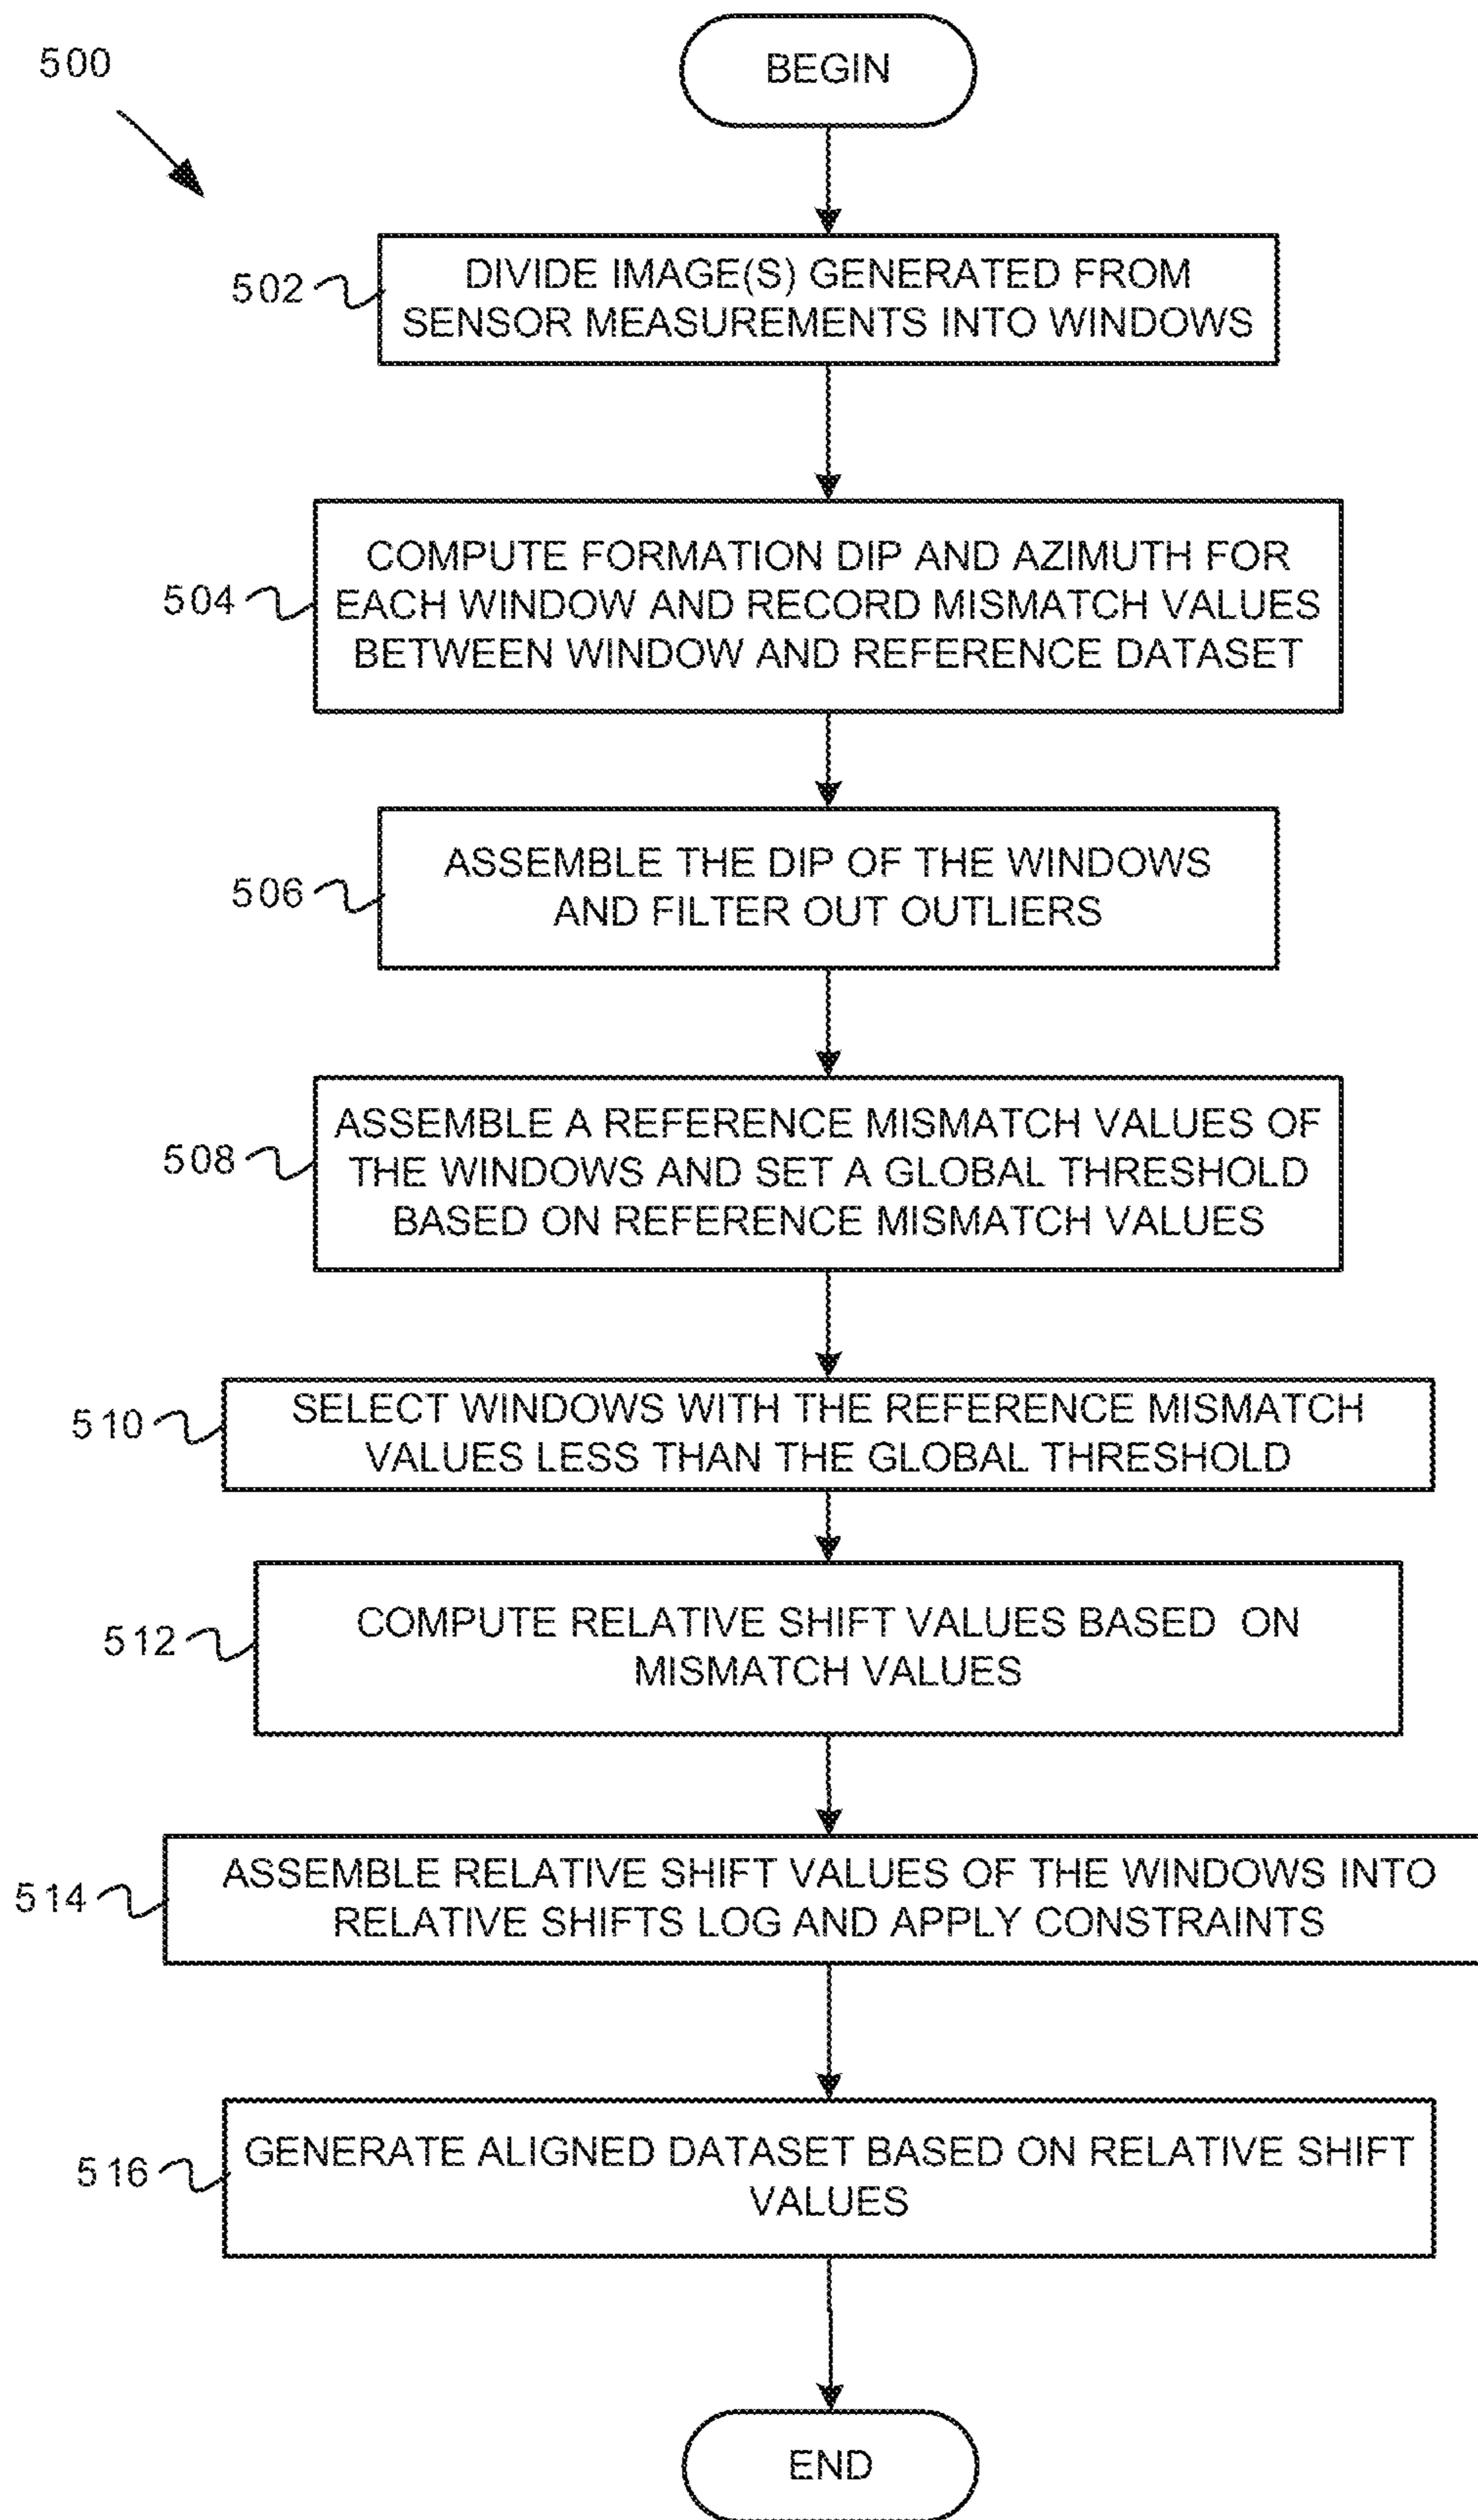 500
BEGIN
502
DIVIDE IMAGE(S) GENERATED FROM
SENSOR MEASUREMENTS INTO WINDOWS
504
COMPUTE FORMATION DIP AND AZIMUTH FOR
EACH WINDOW AND RECORD MISMATCH VALUES
BETWEEN WINDOW AND REFERENCE DATASET
506
ASSEMBLE THE DIP OF THE WINDOWS
AND FILTER OUT OUTLIERS
508
ASSEMBLE A REFERENCE MISMATCH VALUES OF
THE WINDOWS AND SET A GLOBAL THRESHOLD
BASED ON REFERENCE MISMATCH VALUES
510
SELECT WINDOWS WITH THE REFERENCE MISMATCH
VALUES LESS THAN THE GLOBAL THRESHOLD
512
COMPUTE RELATIVE SHIFT VALUES BASED ON
MISMATCH VALUES
514
ASSEMBLE RELATIVE SHIFT VALUES OF THE WINDOWS INTO
RELATIVE SHIFTS LOG AND APPLY CONSTRAINTS
516
GENERATE ALIGNED DATASET BASED ON RELATIVE SHIFT
VALUES
END